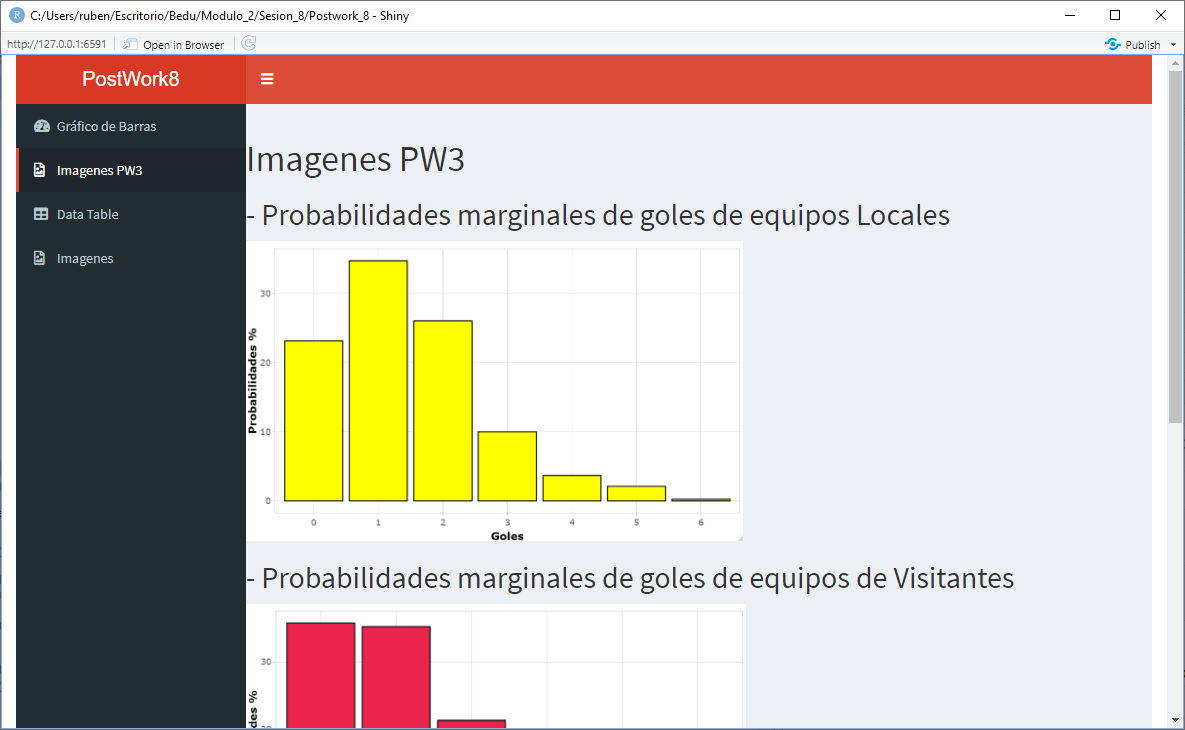 C:/Users/ruben/Escritorio/Bedu/Modulo_2/Sesion_8/Postwork_8 - Shiny
http://127.0.0.1:6591 Open in Browser Publish
PostWork8
Gráfico de Barras
Imagenes PW3
Data Table
Imagenes
Imagenes PW3
- Probabilidades marginales de goles de equipos Locales
Probabilidades %
30
20
10
0
0 1 2 3 4 5 6
Goles
- Probabilidades marginales de goles de equipos de Visitantes
30
des %